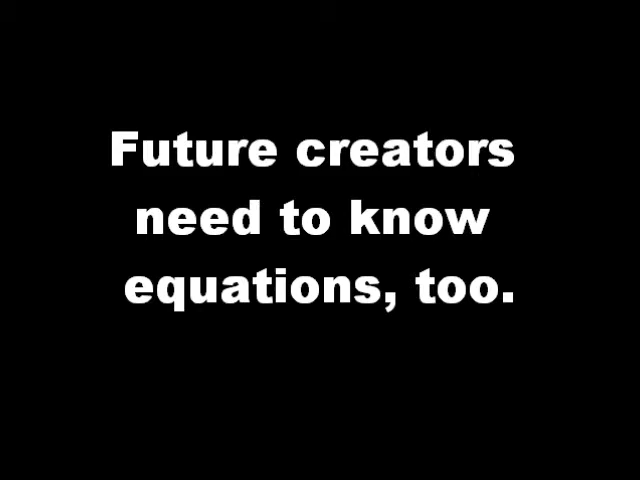 Future creators
need to know
equations, too.